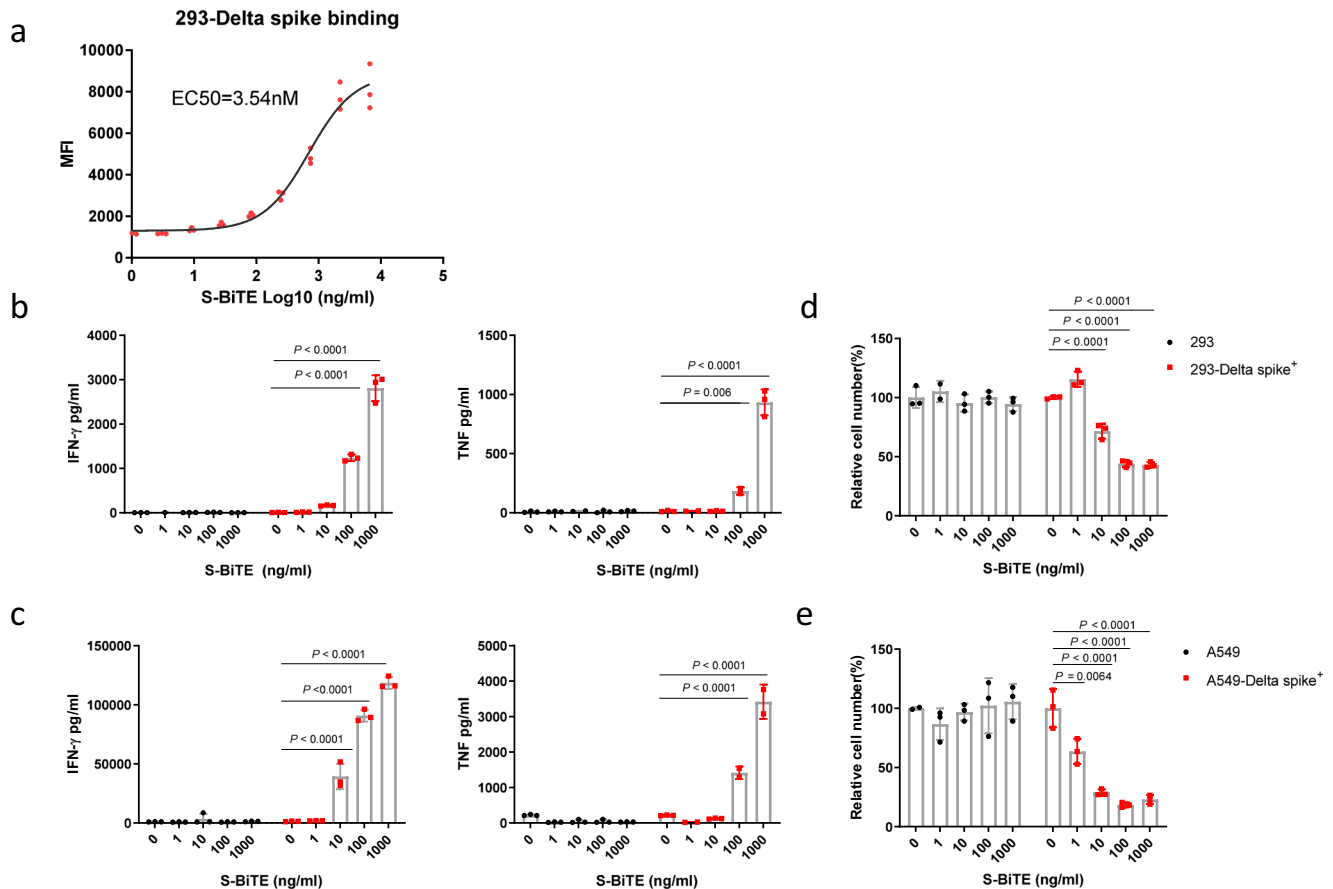 a
293-Delta spike binding
10000
8000
6000
4000
2000
0
MFI
EC50=3.54nM
0 1 2 3 4 5
S-BiTE Log10 (ng/ml)
b
4000
3000
2000
1000
0
IFN-γ pg/ml
P < 0.0001
P < 0.0001
0 1 10 100 1000 0 1 10 100 1000
S-BiTE (ng/ml)
1500
1000
500
0
TNF pg/ml
P < 0.0001
P = 0.006
0 1 10 100 1000 0 1 10 100 1000
S-BiTE (ng/ml)
d
150
100
50
0
Relative cell number(%)
P < 0.0001
P < 0.0001
P < 0.0001
0 1 10 100 1000 0 1 10 100 1000
S-BiTE (ng/ml)
293
293-Delta spike+
c
150000
100000
50000
0
IFN-γ pg/ml
P < 0.0001
P <0.0001
P < 0.0001
0 1 10 100 1000 0 1 10 100 1000
S-BiTE (ng/ml)
5000
4000
3000
2000
1000
0
TNF pg/ml
P < 0.0001
P < 0.0001
0 1 10 100 1000 0 1 10 100 1000
S-BiTE (ng/ml)
e
150
100
50
0
Relative cell number(%)
P < 0.0001
P < 0.0001
P < 0.0001
P = 0.0064
0 1 10 100 1000 0 1 10 100 1000
S-BiTE (ng/ml)
A549
A549-Delta spike+